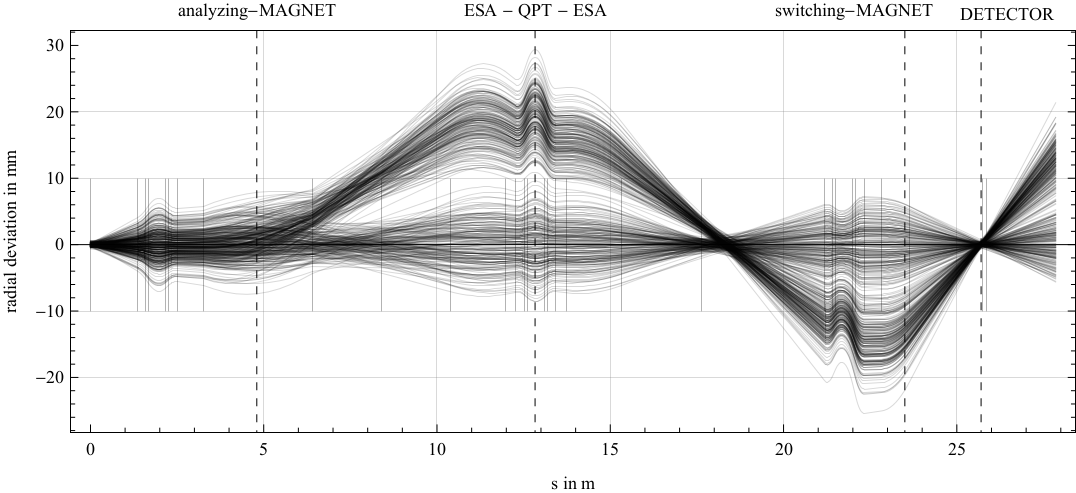 analyzing−MAGNET ESA − QPT − ESA switching−MAGNET DETECTOR
30
20
10
0
−10
−20
radial deviation in mm
0 5 10 15 20 25
s in m